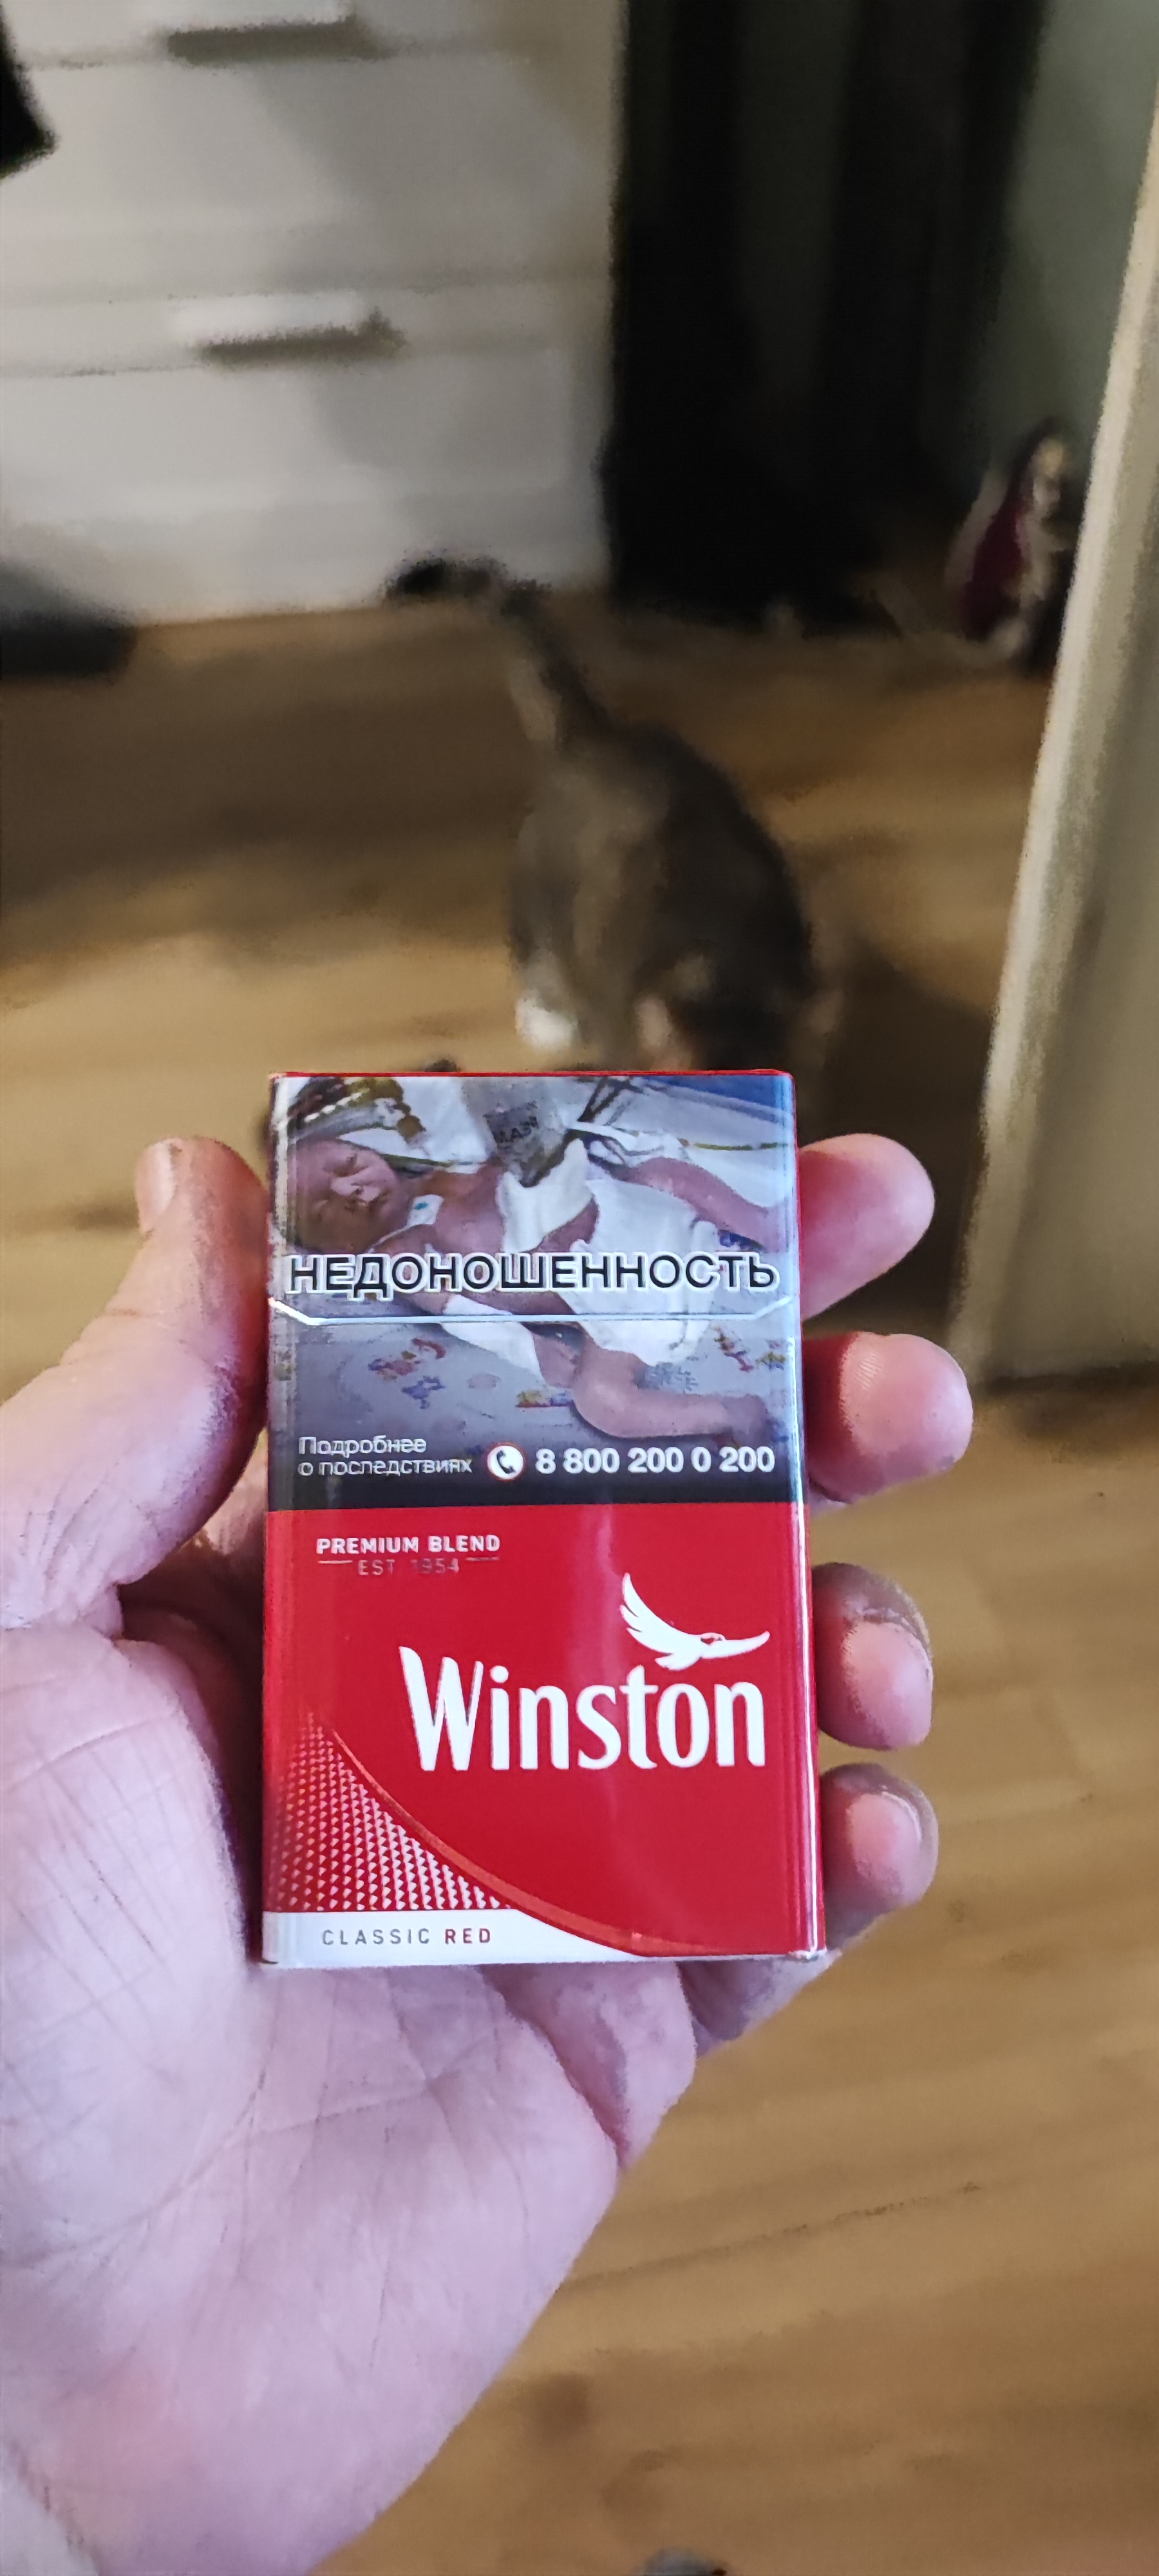 НЕДОНОШЕННОСТЬ
Подробнее
о последствиях
8 800 200 0 200
PREMIUM BLEND
EST 1954
Winston
CLASSIC RED